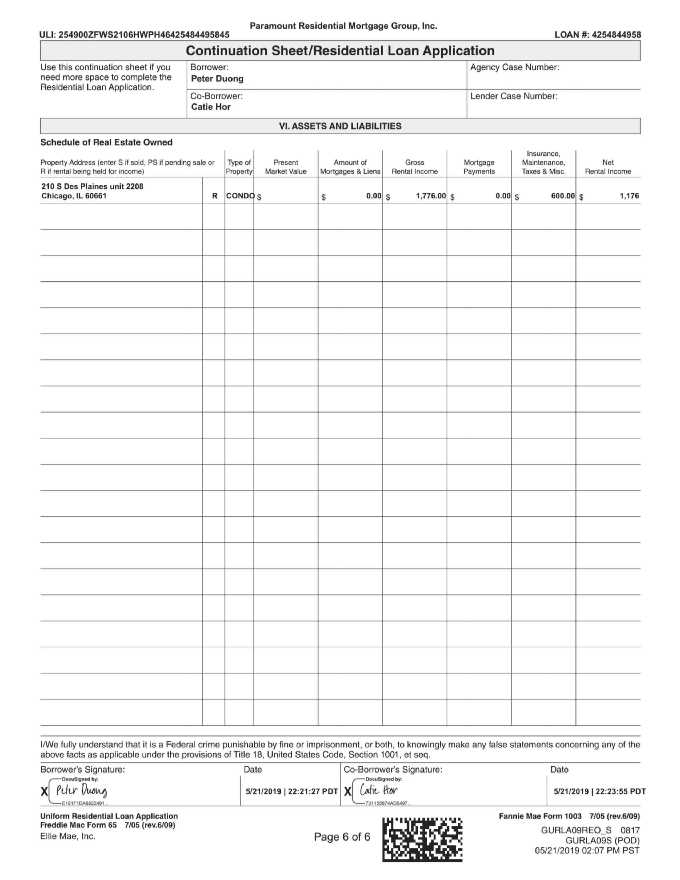 Paramount Residential Mortgage Group, Inc.
ULI: 254900ZFWS2106HWPH46425484495845
LOAN #: 4254844958
Continuation Sheet/Residential Loan Application
Use this continuation sheet if you
need more space to complete the
Residential Loan Application.
Borrower:
Peter Duong
Agency Case Number:
Co-Borrower:
Catie Hor
Lender Case Number:
VI. ASSETS AND LIABILITIES
Schedule of Real Estate Owned
Property Address (enter S if sold, PS if pending sale or
R if rental being held for income)
Type of
Property
Present
Market Value
Amount of
Mortgages & Liens
Gross
Rental Income
Mortgage
Payments
Insurance,
Maintenance,
Taxes & Misc.
Net
Rental Income
210 S Des Plaines unit 2208
Chicago, IL 60661 R CONDO $ $ 0.00 $ 1,776.00 $ 0.00 $ 600.00 $ 1,176
I/We fully understand that it is a Federal crime punishable by fine or imprisonment, or both, to knowingly make any false statements concerning any of the
above facts as applicable under the provisions of Title 18, United States Code, Section 1001, et seq.
Borrower's Signature:
DocuSigned by:
X Peter Duong
Date
5/21/2019 | 22:21:27 PDT
Co-Borrower's Signature:
DocuSigned by:
X Catie Hor
Date
5/21/2019 | 22:23:55 PDT
Uniform Residential Loan Application
Freddie Mac Form 65 7/05 (rev.6/09)
Ellie Mae, Inc.
Page 6 of 6
Fannie Mae Form 1003 7/05 (rev.6/09)
GURLA09REO_S 0817
GURLA09S (POD)
05/21/2019 02:07 PM PST